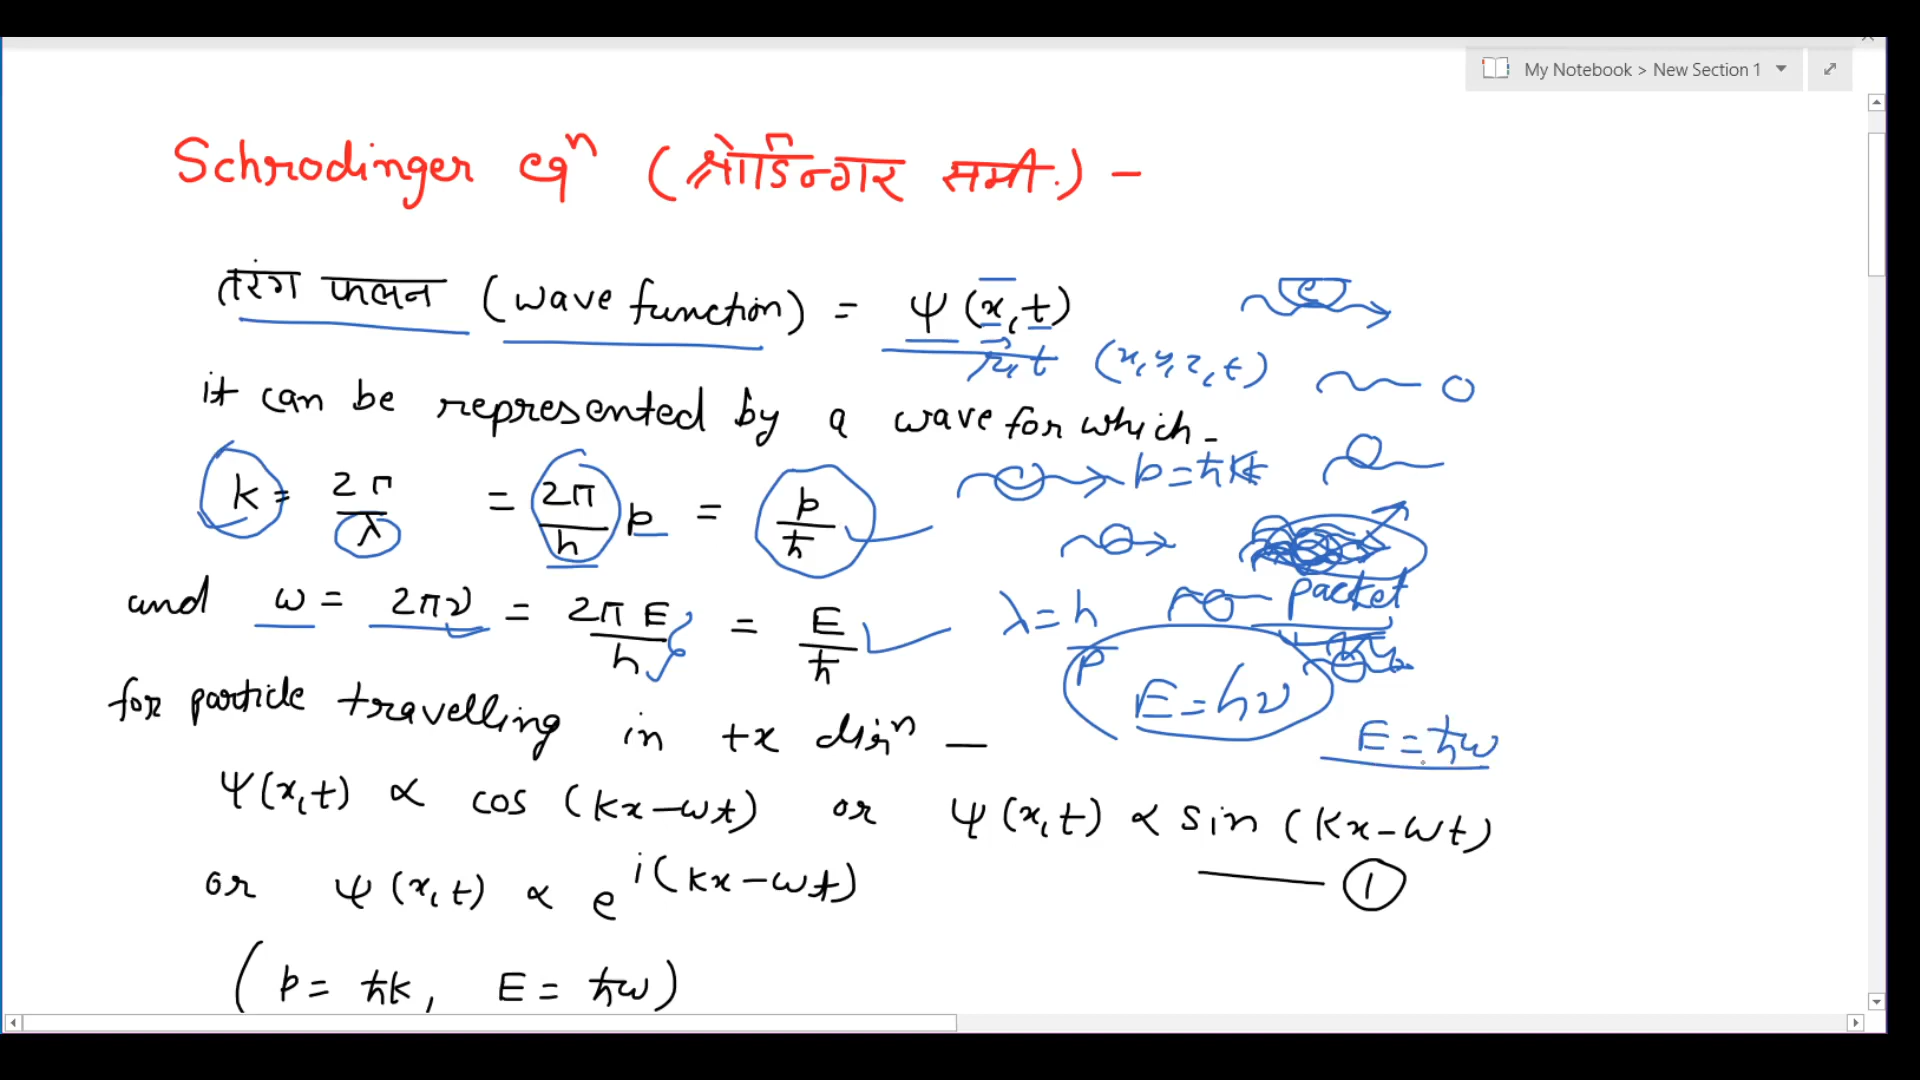 My Notebook > New Section 1
Schrodinger eqⁿ (श्रोडिन्गर समी.) -
तरंग फलन (wave function) = Ψ (x, t)
r⃗, t (x, y, z, t)
it can be represented by a wave for which -
k = 2π/λ = 2π/h p = p/ħ
p = ħk
and ω = 2πν = 2π E/h = E/ħ
λ = h/p
packet
E = hν
E = ħω
for particle travelling in +x dirⁿ —
Ψ(x, t) ∝ cos (kx - ωt) or Ψ (x, t) ∝ sin (kx - ωt)
or Ψ (x, t) ∝ e^i(kx - ωt) —— ①
( p = ħk, E = ħω )